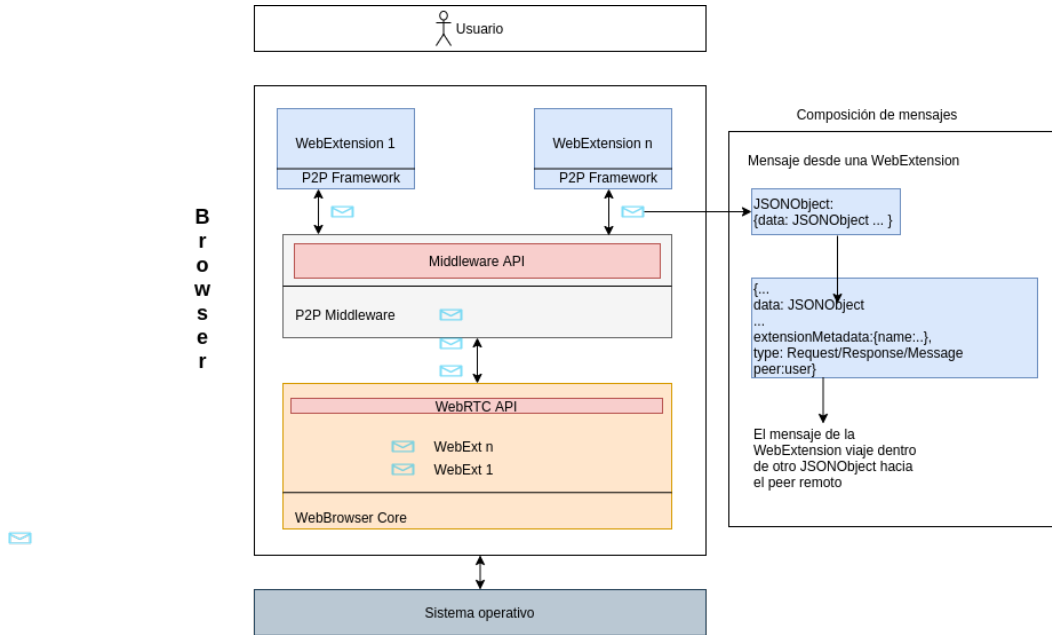 Usuario
Composición de mensajes
WebExtension 1
WebExtension n
P2P Framework
P2P Framework
Mensaje desde una WebExtension
JSONObject:
{data: JSONObject ... }
Browser
Middleware API
P2P Middleware
{...
data: JSONObject
...
extensionMetadata:{name:..},
type: Request/Response/Message
peer:user}
WebRTC API
WebExt n
WebExt 1
El mensaje de la
WebExtension viaje dentro
de otro JSONObject hacia
el peer remoto
WebBrowser Core
Sistema operativo